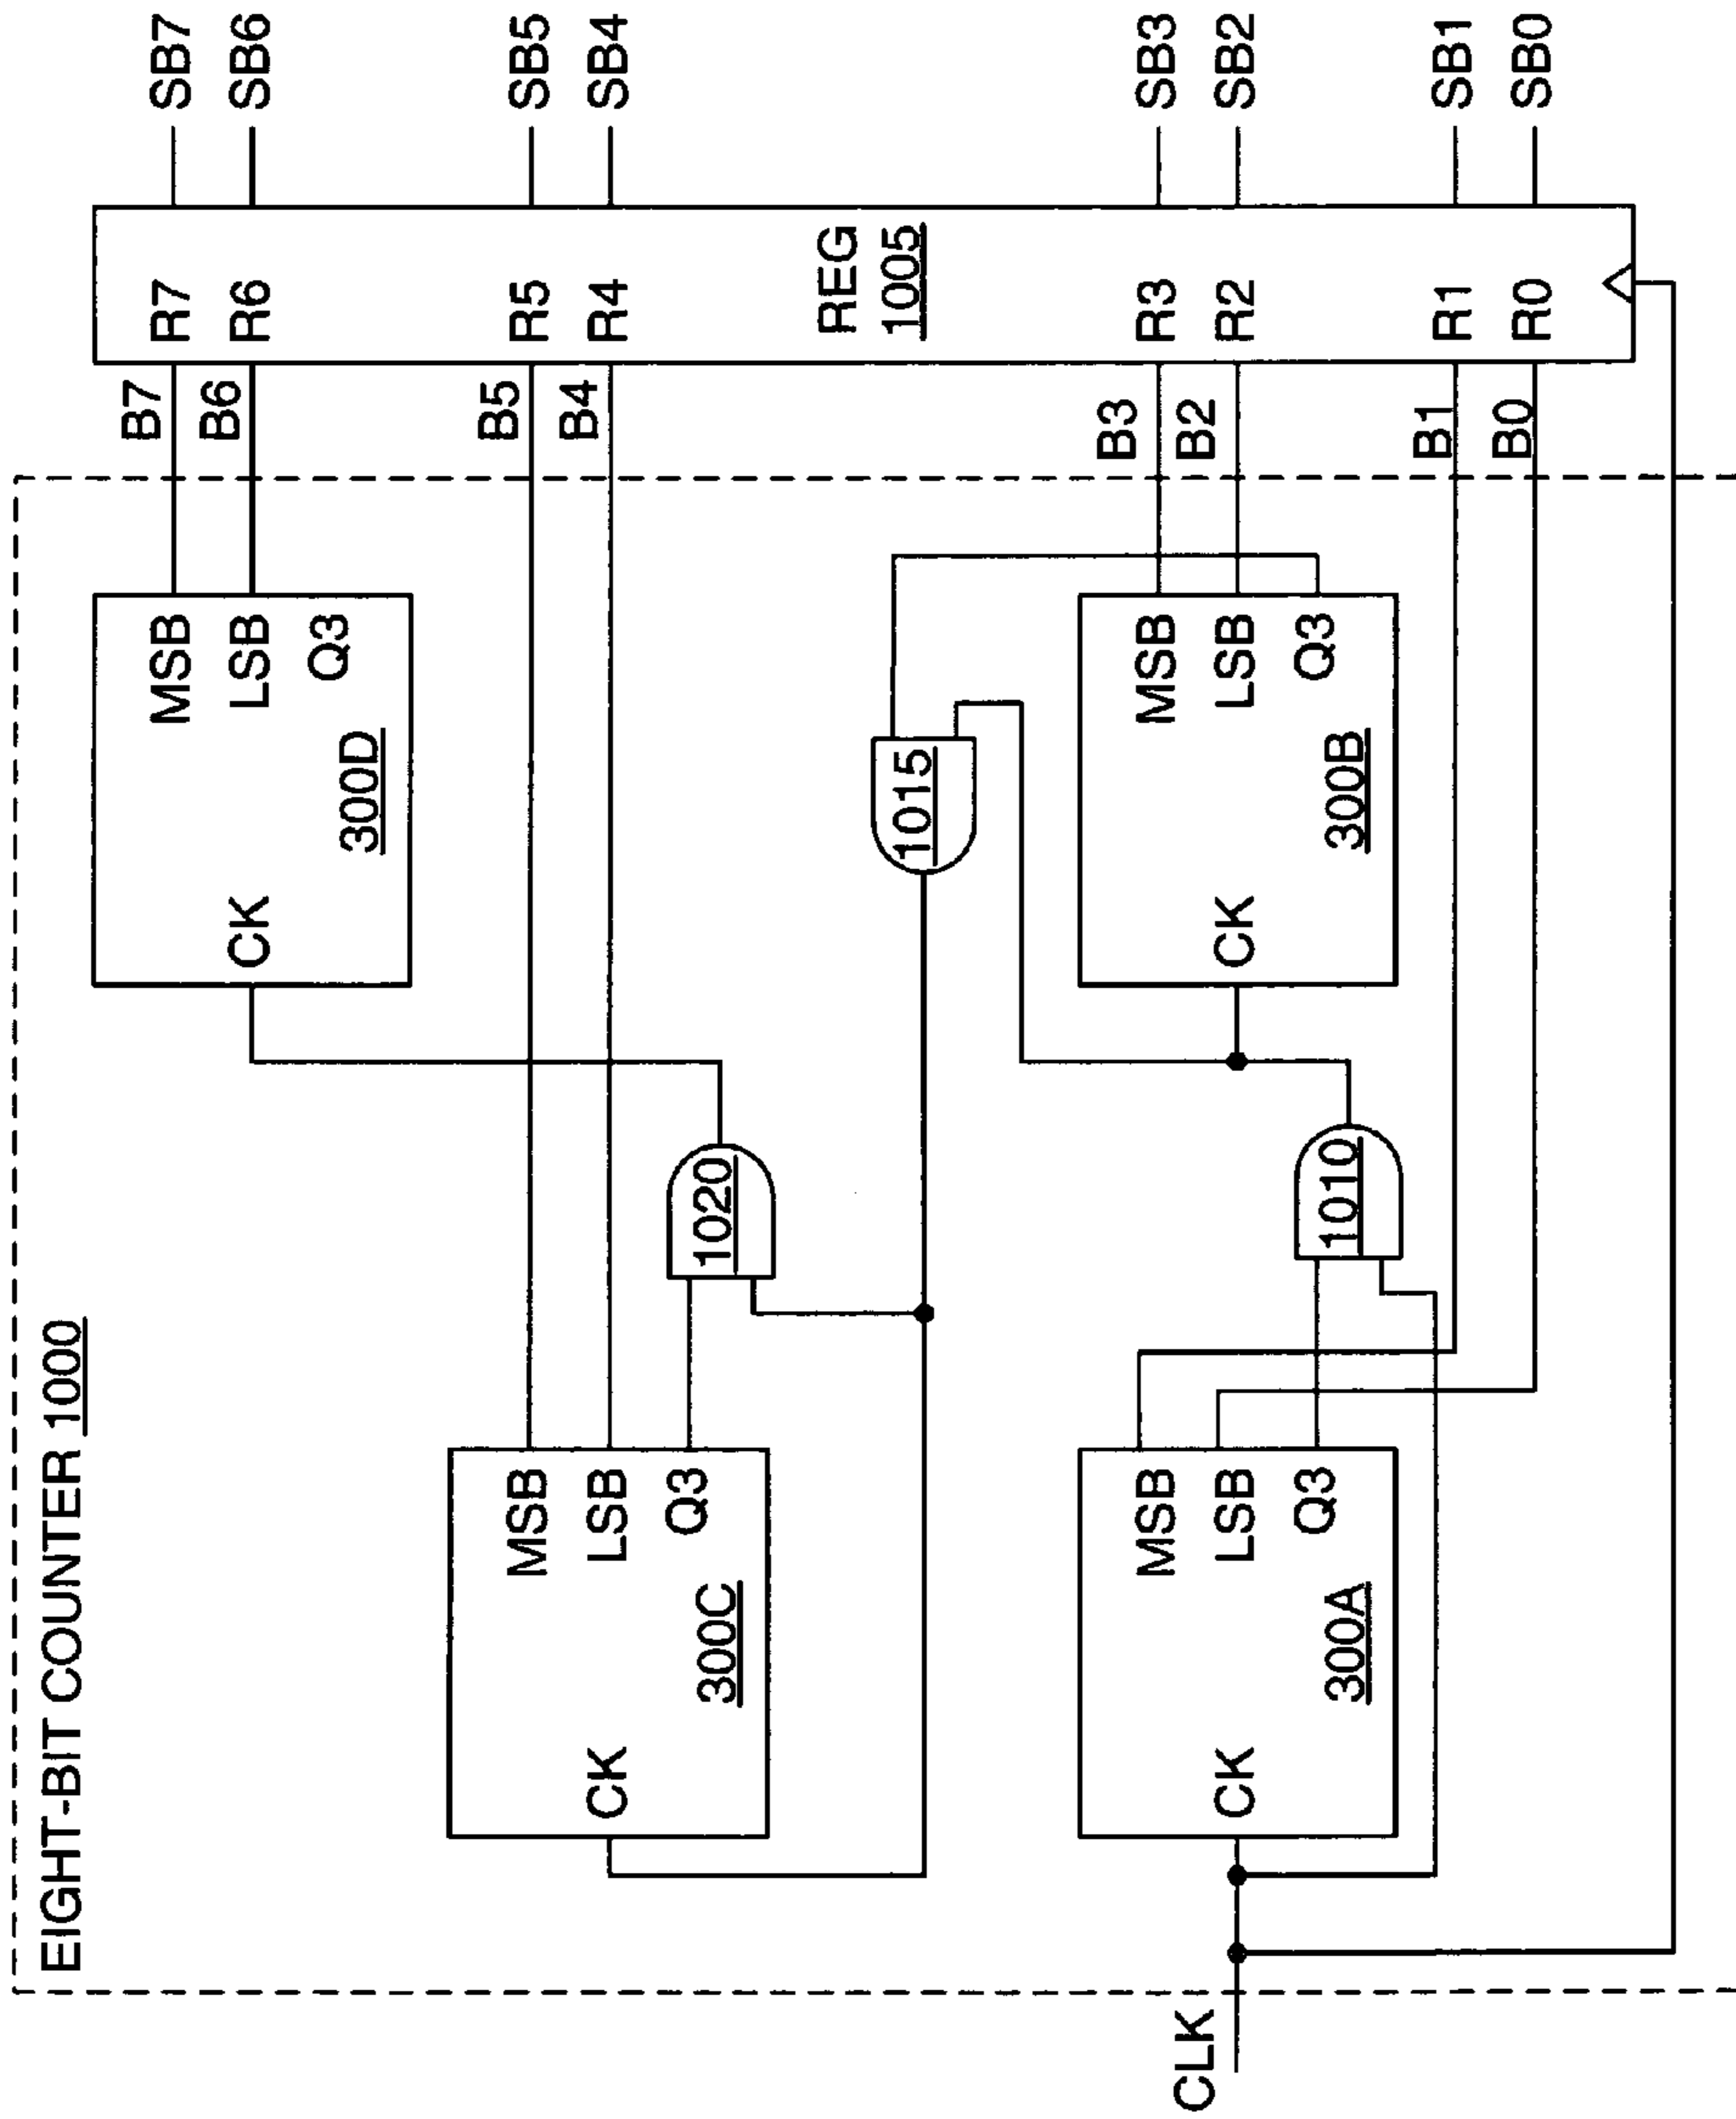 EIGHT-BIT COUNTER 1000
SB7
SB6
SB5
SB4
SB3
SB2
SB1
SB0
R7
R6
R5
R4
REG
1005
R3
R2
R1
R0
B7
B6
B5
B4
B3
B2
B1
B0
MSB
LSB
Q3
CK
300D
MSB
LSB
Q3
CK
300C
1020
1015
MSB
LSB
Q3
CK
300B
1010
MSB
LSB
Q3
CK
300A
CLK